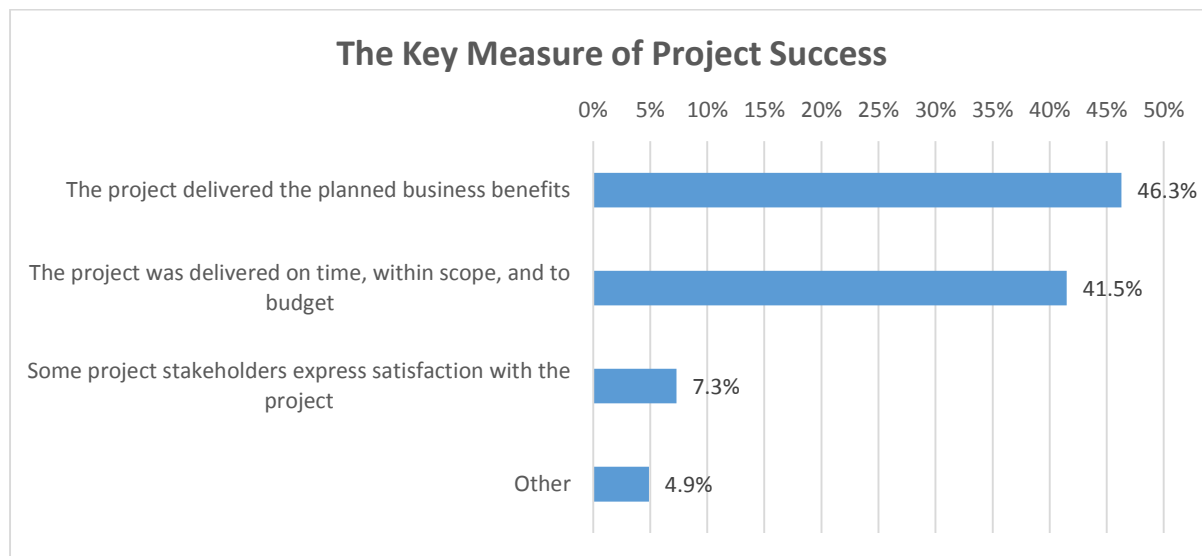 The Key Measure of Project Success
0% 5% 10% 15% 20% 25% 30% 35% 40% 45% 50%
The project delivered the planned business benefits
46.3%
The project was delivered on time, within scope, and to
budget
41.5%
Some project stakeholders express satisfaction with the
project
7.3%
Other
4.9%